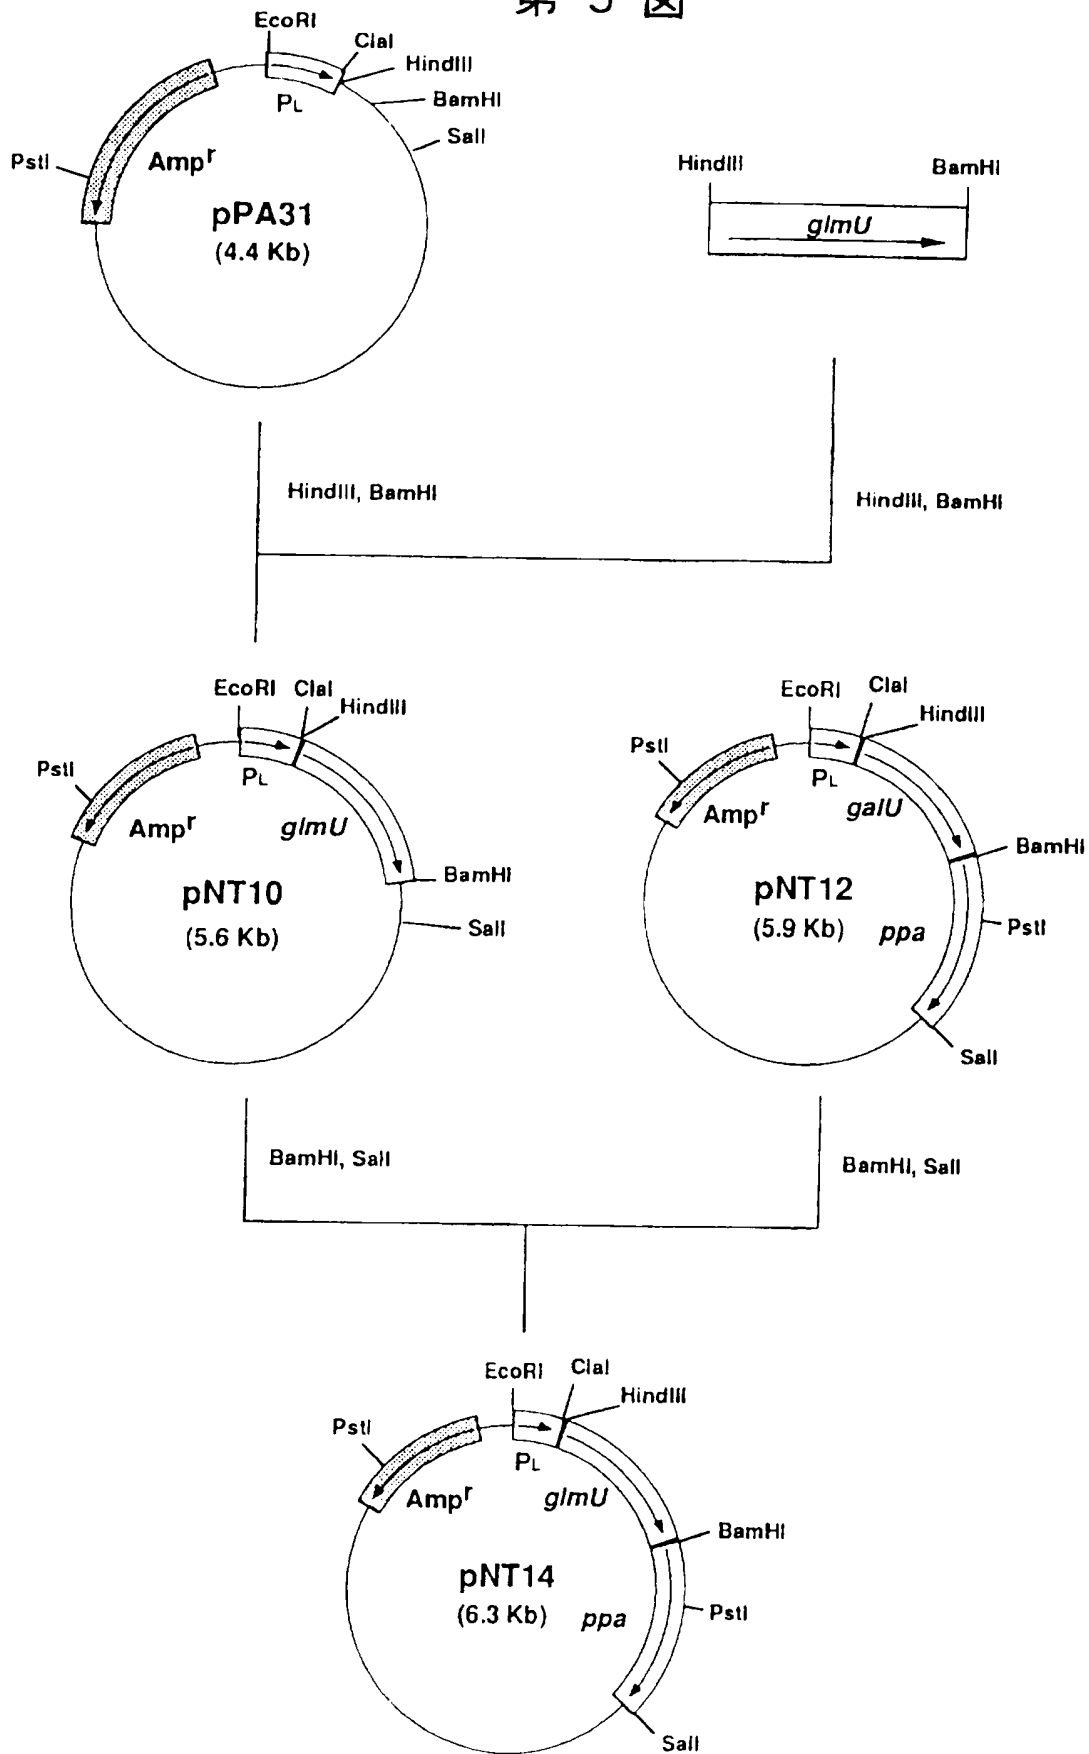 第 5 図
EcoRI
ClaI
HindIII
BamHI
SalI
PL
PstI
Ampr
pPA31
(4.4 Kb)
HindIII
BamHI
glmU
HindIII, BamHI
HindIII, BamHI
EcoRI ClaI
HindIII
PstI
PL
Ampr
glmU
BamHI
pNT10
(5.6 Kb)
SalI
EcoRI
ClaI
HindIII
PstI
PL
Ampr
galU
BamHI
pNT12
(5.9 Kb)
ppa
PstI
SalI
BamHI, SalI
BamHI, SalI
EcoRI
ClaI
HindIII
PstI
PL
Ampr
glmU
BamHI
pNT14
(6.3 Kb)
ppa
PstI
SalI